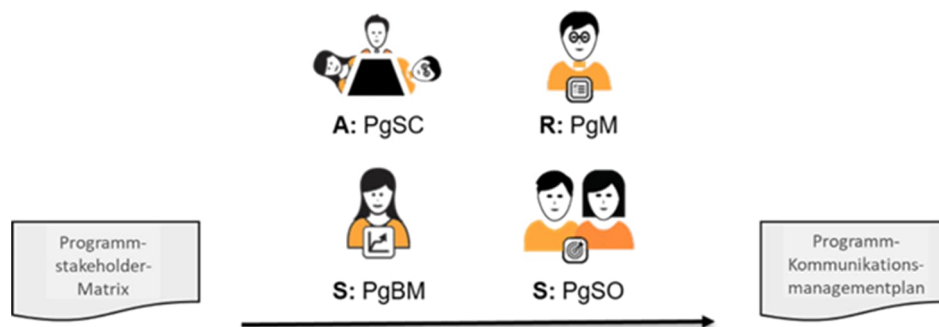 A: PgSC
R: PgM
S: PgBM
S: PgSO
Programm-
stakeholder-
Matrix
Programm-
Kommunikations-
managementplan